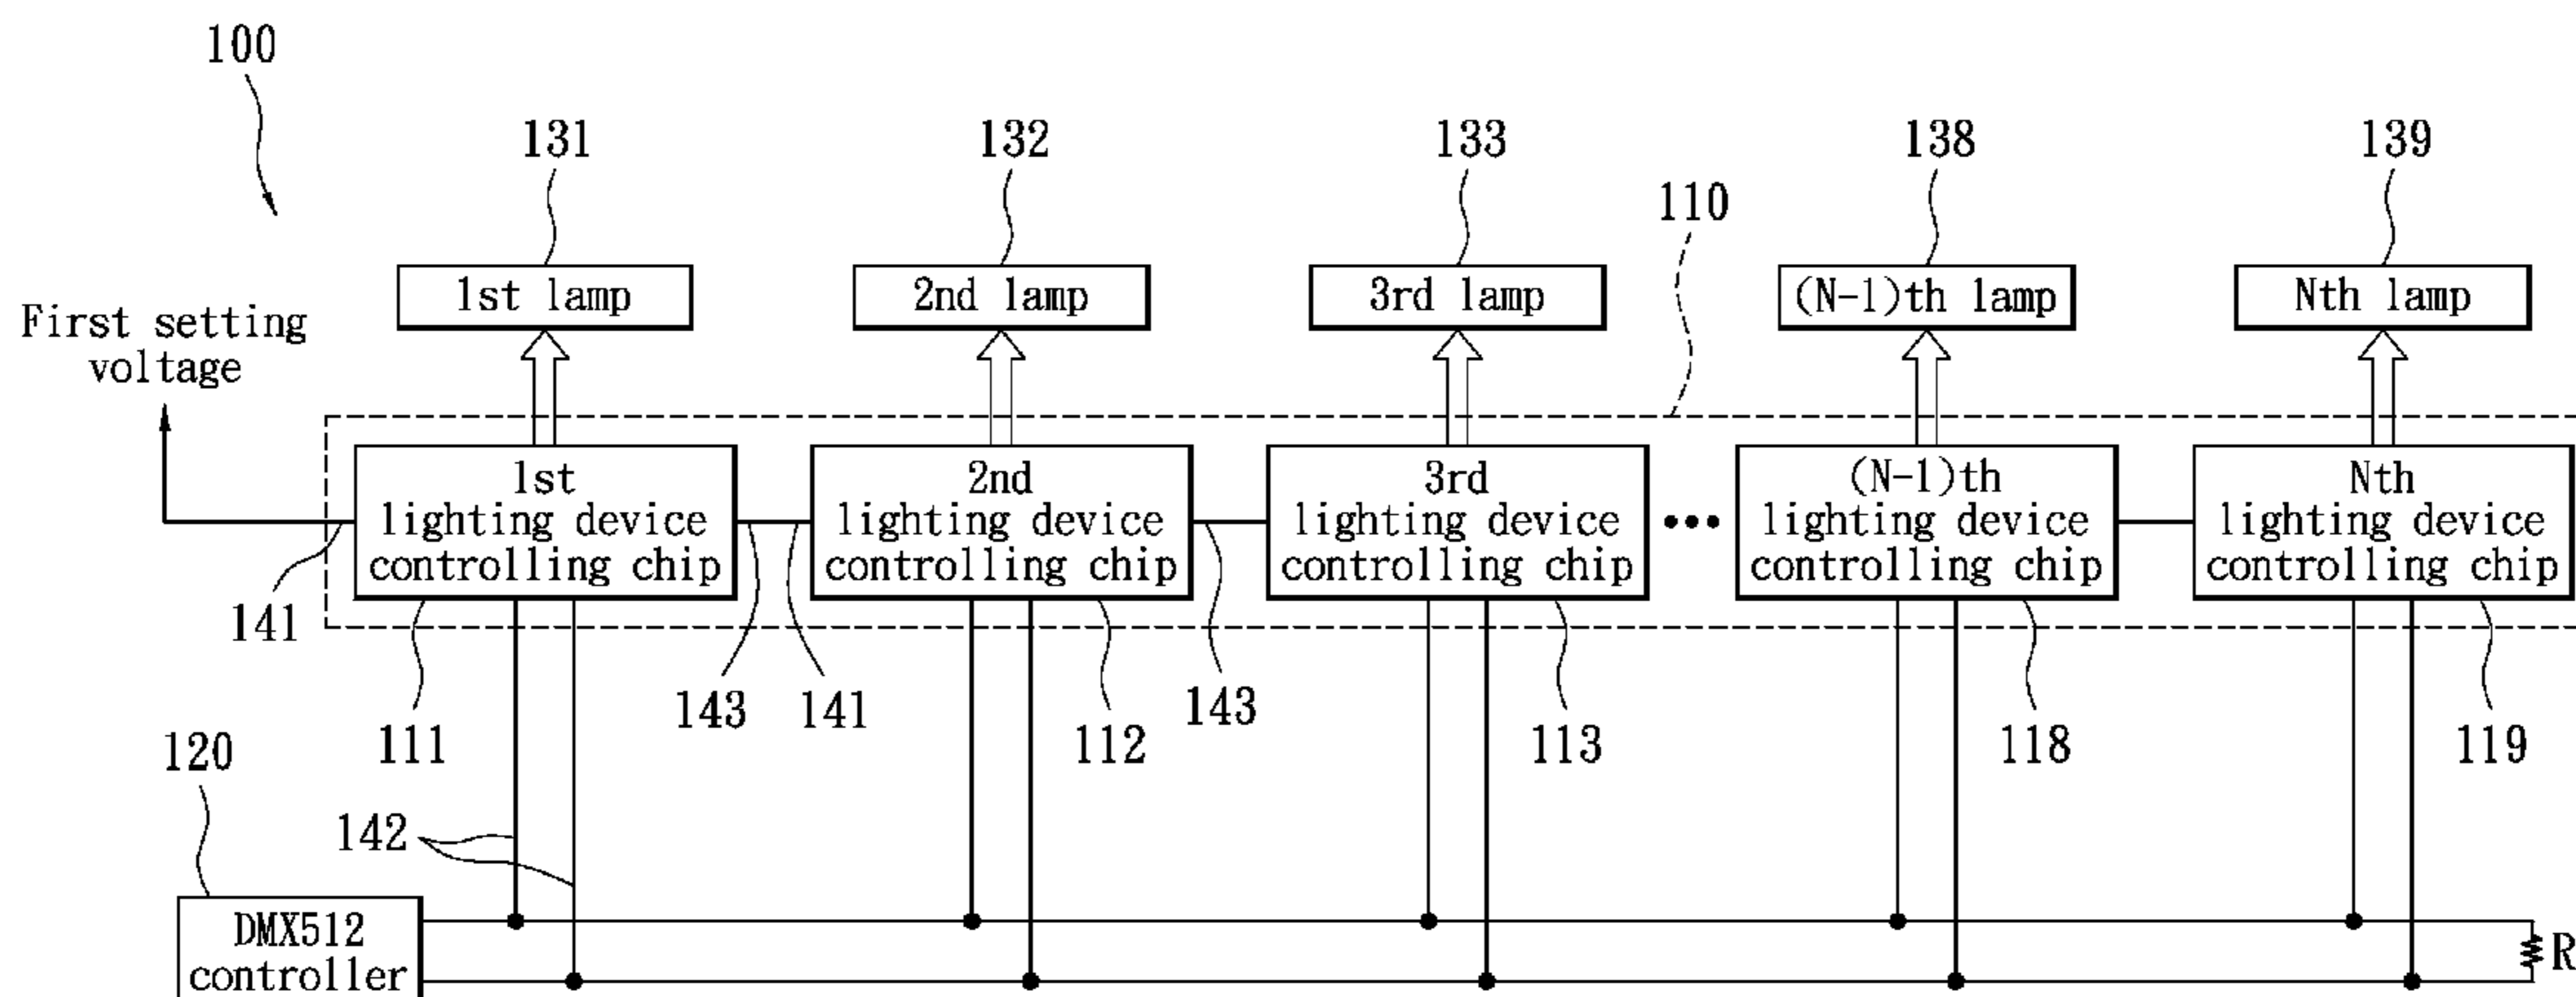 100
131
132
133
138
139
110
1st lamp
2nd lamp
3rd lamp
(N-1)th lamp
Nth lamp
First setting
voltage
1st
lighting device
controlling chip
2nd
lighting device
controlling chip
3rd
lighting device
controlling chip
•••
(N-1)th
lighting device
controlling chip
Nth
lighting device
controlling chip
141
143
141
143
111
112
113
118
119
120
142
DMX512
controller
R